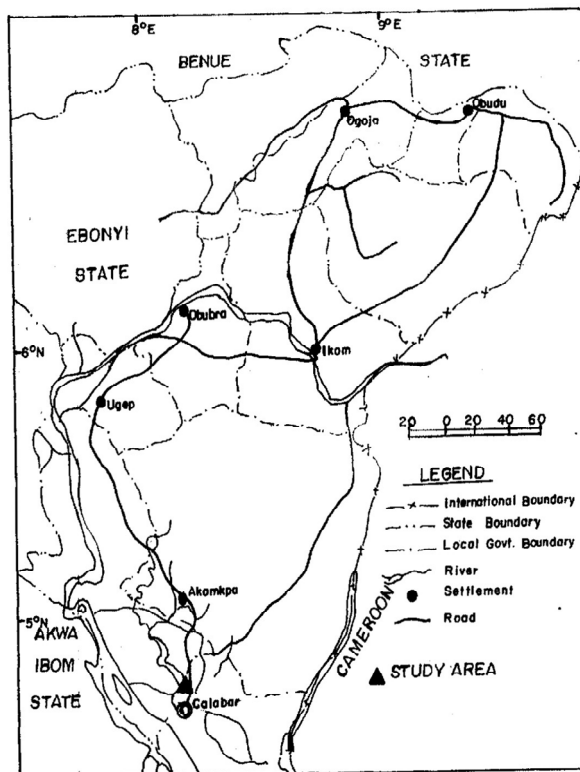 8°E
9°E
BENUE STATE
Ogoja
Obudu
EBONYI
STATE
Obubra
6°N
Ikom
Ugep
20 0 20 40 60
LEGEND
International Boundary
State Boundary
Local Govt. Boundary
River
Settlement
Road
Akamkpa
5°N
AKWA
IBOM
STATE
CAMEROON
STUDY AREA
Calabar